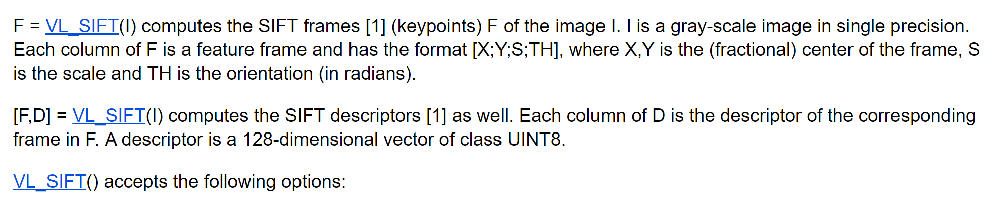 F = VL_SIFT(I) computes the SIFT frames [1] (keypoints) F of the image I. I is a gray-scale image in single precision.
Each column of F is a feature frame and has the format [X;Y;S;TH], where X,Y is the (fractional) center of the frame, S
is the scale and TH is the orientation (in radians).
[F,D] = VL_SIFT(I) computes the SIFT descriptors [1] as well. Each column of D is the descriptor of the corresponding
frame in F. A descriptor is a 128-dimensional vector of class UINT8.
VL_SIFT() accepts the following options: